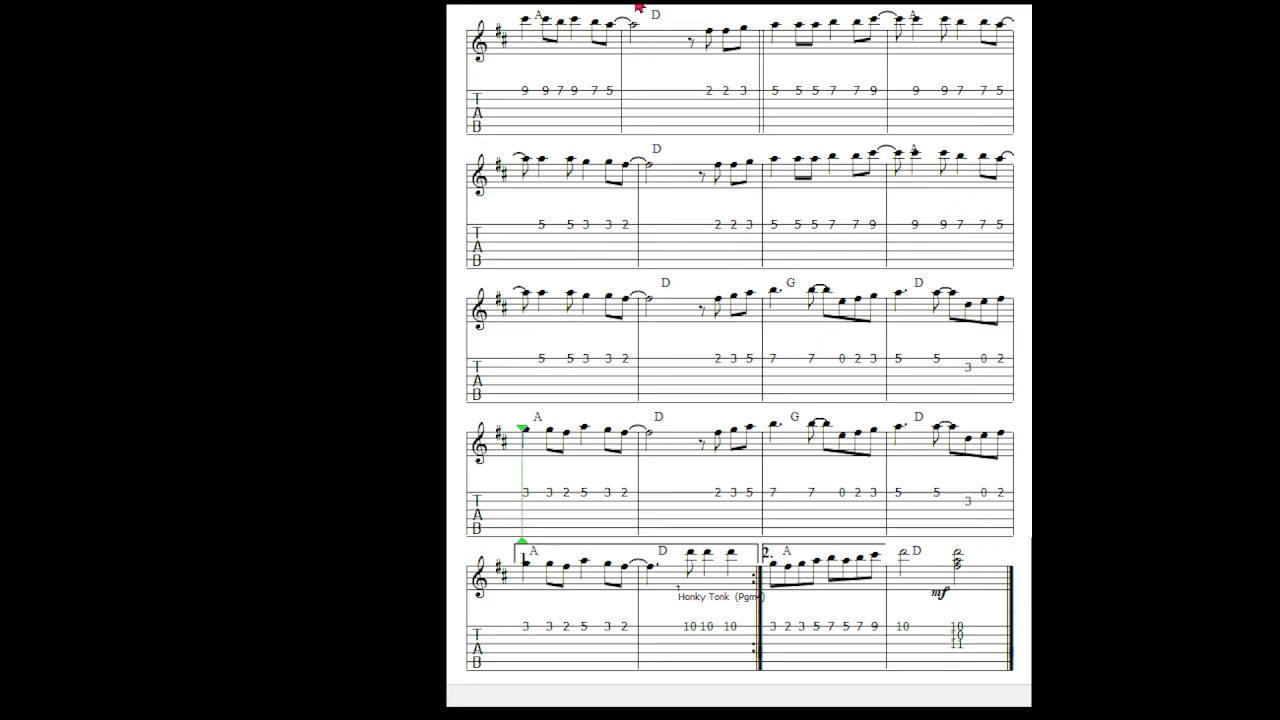 A D A
9 9 7 9 7 5 2 2 3 5 5 5 7 7 9 9 9 7 7 5
T
A
B
D A
5 5 3 3 2 2 2 3 5 5 5 7 7 9 9 9 7 7 5
T
A
B
D G D
5 5 3 3 2 2 3 5 7 7 0 2 3 5 5 3 0 2
T
A
B
A D G D
3 3 2 5 3 2 2 3 5 7 7 0 2 3 5 5 3 0 2
T
A
B
1. A D 2. A D
mf
Honky Tonk (Pgm
3 3 2 5 3 2 10 10 10 3 2 3 5 7 5 7 9 10 10
10
11
T
A
B